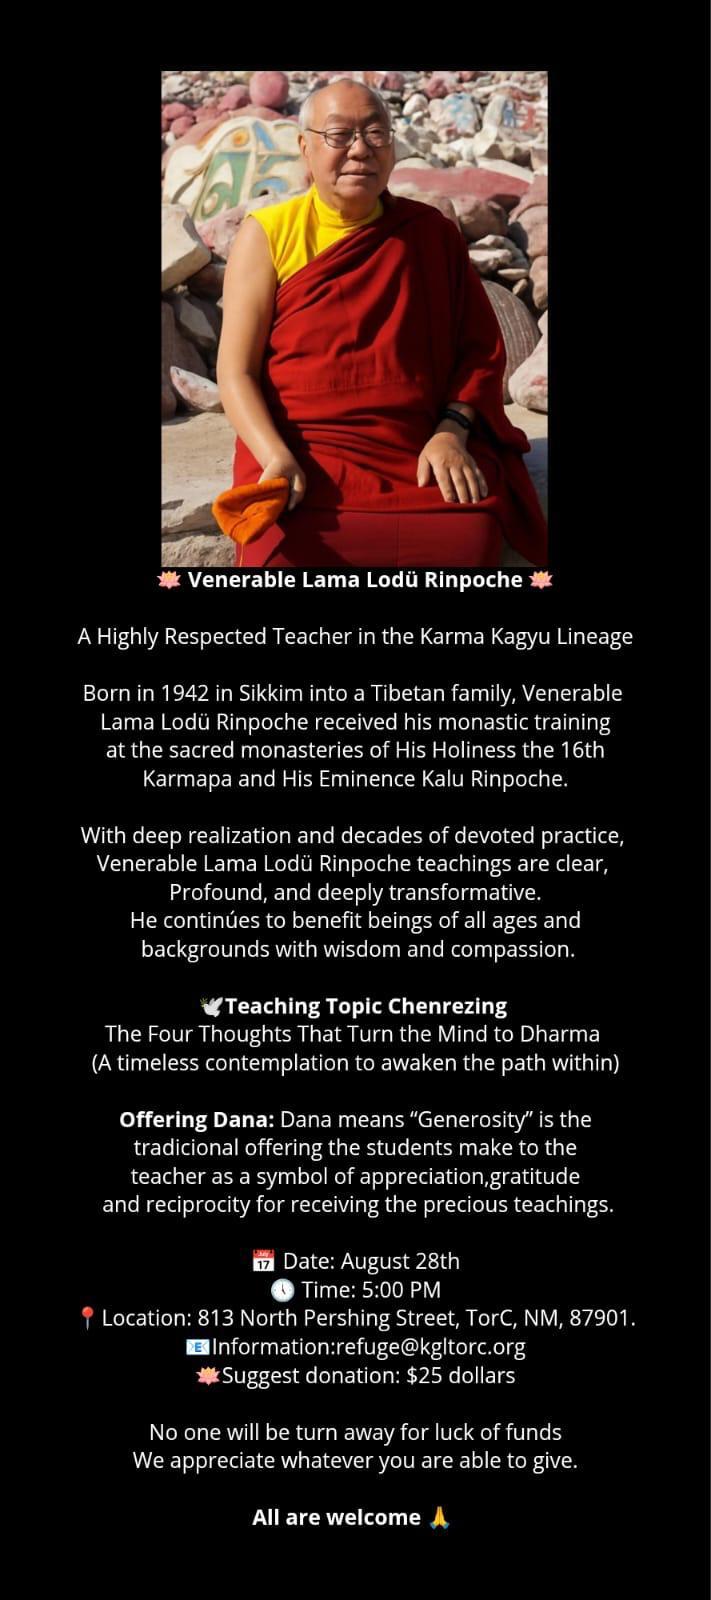 🪷 Venerable Lama Lodü Rinpoche 🪷
A Highly Respected Teacher in the Karma Kagyu Lineage
Born in 1942 in Sikkim into a Tibetan family, Venerable
Lama Lodü Rinpoche received his monastic training
at the sacred monasteries of His Holiness the 16th
Karmapa and His Eminence Kalu Rinpoche.
With deep realization and decades of devoted practice,
Venerable Lama Lodü Rinpoche teachings are clear,
Profound, and deeply transformative.
He continúes to benefit beings of all ages and
backgrounds with wisdom and compassion.
🕊️Teaching Topic Chenrezing
The Four Thoughts That Turn the Mind to Dharma
(A timeless contemplation to awaken the path within)
Offering Dana: Dana means “Generosity” is the
tradicional offering the students make to the
teacher as a symbol of appreciation,gratitude
and reciprocity for receiving the precious teachings.
📅 Date: August 28th
🕔 Time: 5:00 PM
📍Location: 813 North Pershing Street, TorC, NM, 87901.
📧Information:refuge@kgltorc.org
🪷Suggest donation: $25 dollars
No one will be turn away for luck of funds
We appreciate whatever you are able to give.
All are welcome 🙏